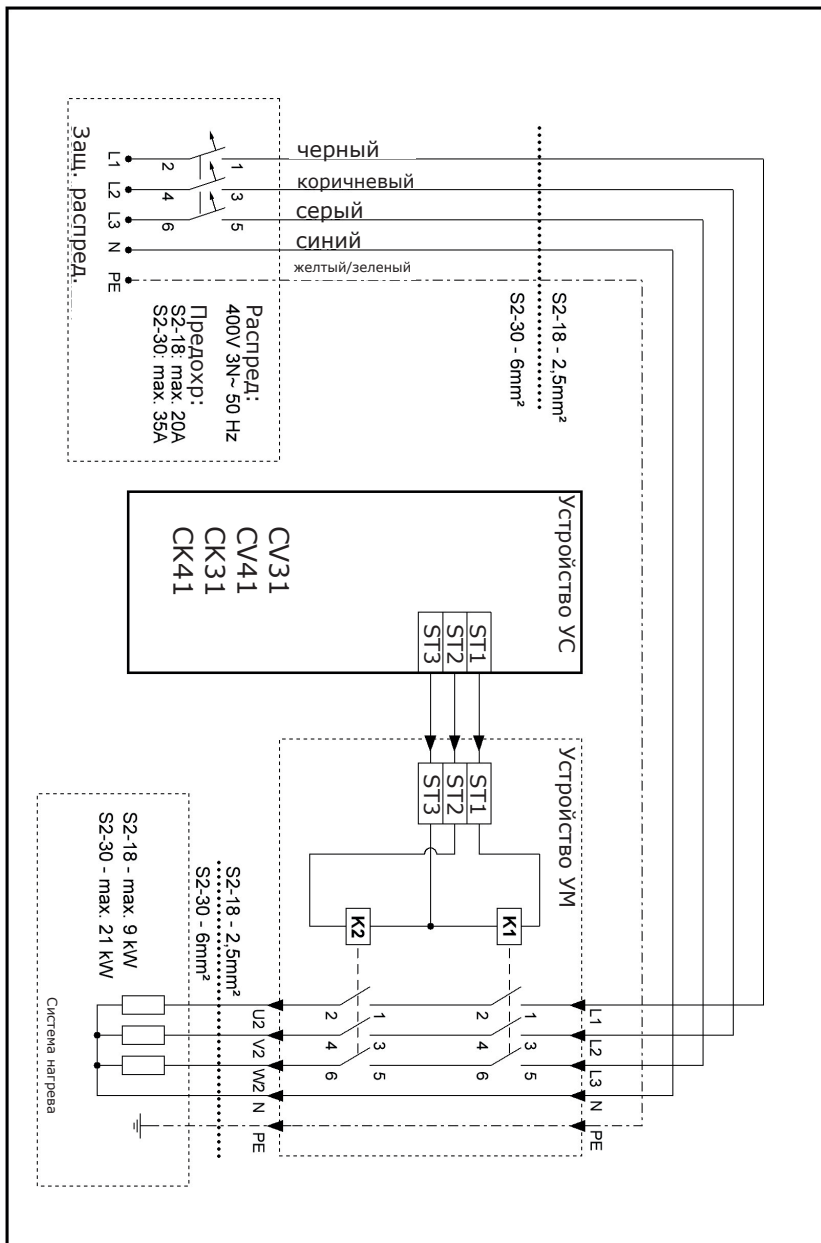 черный
коричневый
серый
синий
желтый/зеленый
Защ. распред.
L1
L2
L3
N
PE
2
4
6
1
3
5
Распред:
400V 3N~ 50 Hz
Предохр:
S2-18: max. 20A
S2-30: max. 35A
S2-18 - 2,5mm²
S2-30 - 6mm²
Устройство УС
CV31
CV41
CK31
CK41
ST1
ST2
ST3
Устройство УМ
ST1
ST2
ST3
K1
K2
L1
L2
L3
N
PE
1
3
5
2
4
6
1
3
5
2
4
6
U2
V2
W2
N
PE
S2-18 - 2,5mm²
S2-30 - 6mm²
S2-18 - max. 9 kW
S2-30 - max. 21 kW
Система нагрева